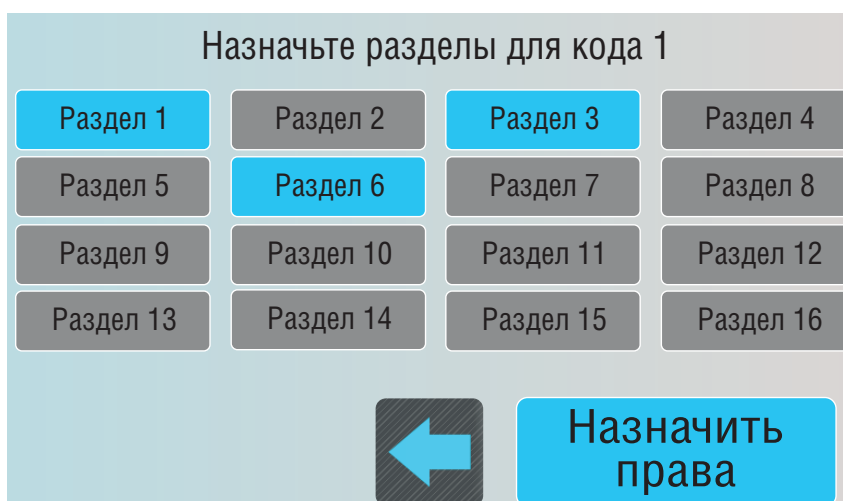 Назначьте разделы для кода 1
Раздел 1 Раздел 2 Раздел 3 Раздел 4
Раздел 5 Раздел 6 Раздел 7 Раздел 8
Раздел 9 Раздел 10 Раздел 11 Раздел 12
Раздел 13 Раздел 14 Раздел 15 Раздел 16
Назначить
права